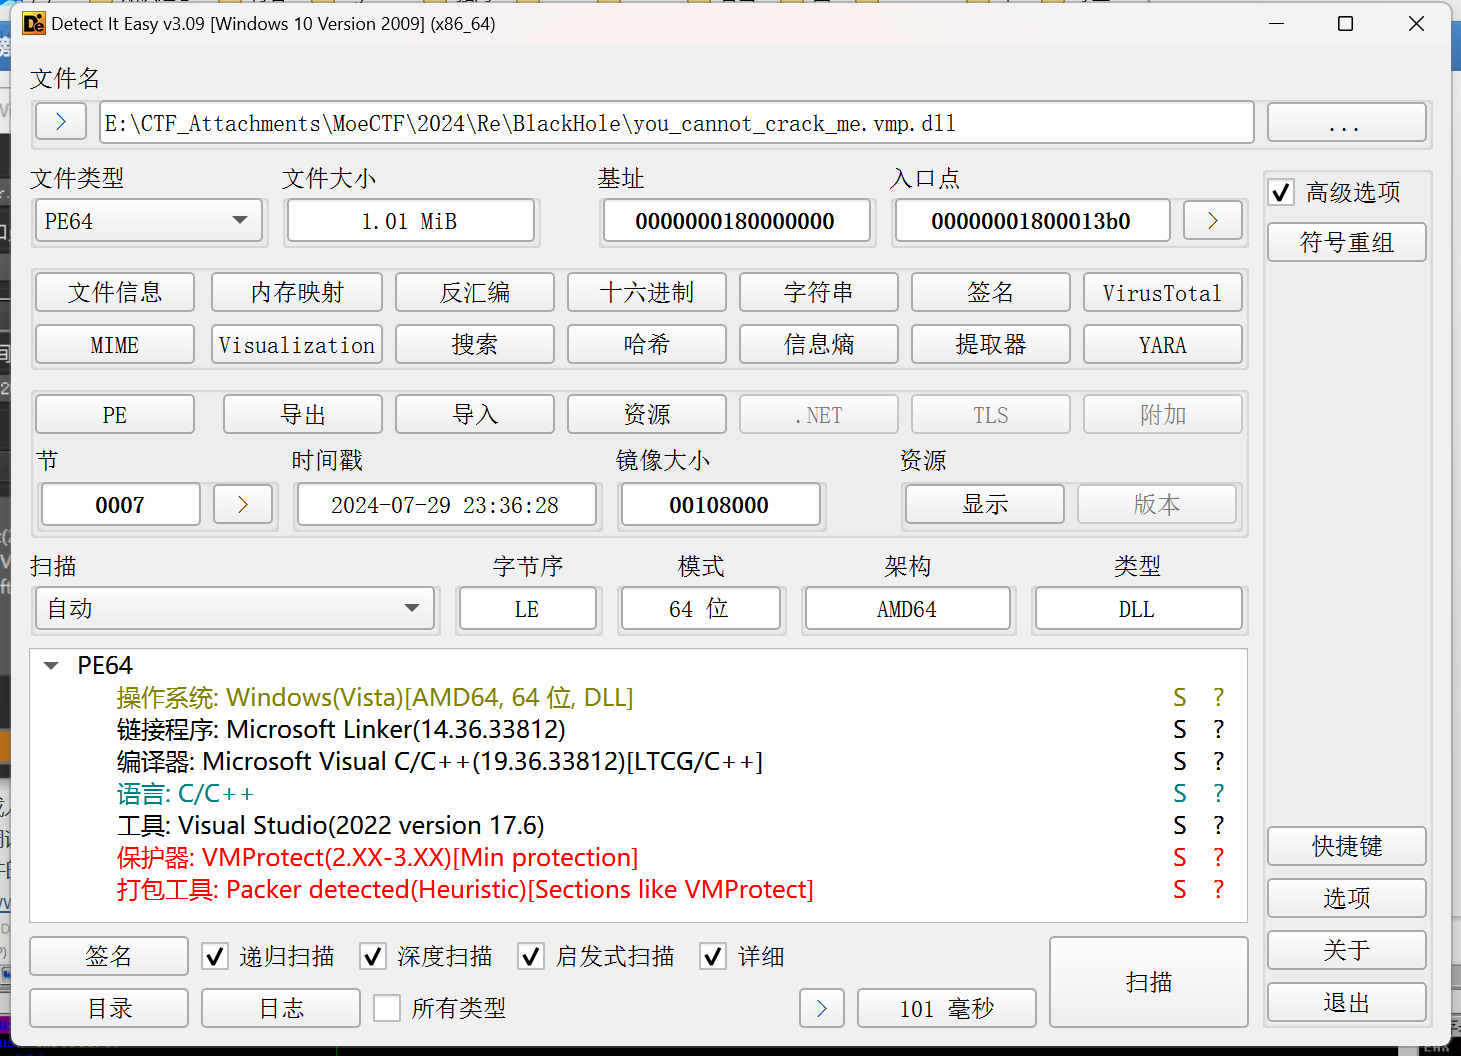 Detect It Easy v3.09 [Windows 10 Version 2009] (x86_64)
文件名
E:\CTF_Attachments\MoeCTF\2024\Re\BlackHole\you_cannot_crack_me.vmp.dll
...
文件类型 文件大小 基址 入口点
PE64 1.01 MiB 0000000180000000 00000001800013b0 >
高级选项
符号重组
文件信息 内存映射 反汇编 十六进制 字符串 签名 VirusTotal
MIME Visualization 搜索 哈希 信息熵 提取器 YARA
PE 导出 导入 资源 .NET TLS 附加
节 时间戳 镜像大小 资源
0007 > 2024-07-29 23:36:28 00108000 显示 版本
扫描 字节序 模式 架构 类型
自动 LE 64 位 AMD64 DLL
PE64
操作系统: Windows(Vista)[AMD64, 64 位, DLL] S ?
链接程序: Microsoft Linker(14.36.33812) S ?
编译器: Microsoft Visual C/C++(19.36.33812)[LTCG/C++] S ?
语言: C/C++ S ?
工具: Visual Studio(2022 version 17.6) S ?
保护器: VMProtect(2.XX-3.XX)[Min protection] S ?
打包工具: Packer detected(Heuristic)[Sections like VMProtect] S ?
快捷键
选项
关于
退出
签名 递归扫描 深度扫描 启发式扫描 详细
目录 日志 所有类型 > 101 毫秒 扫描